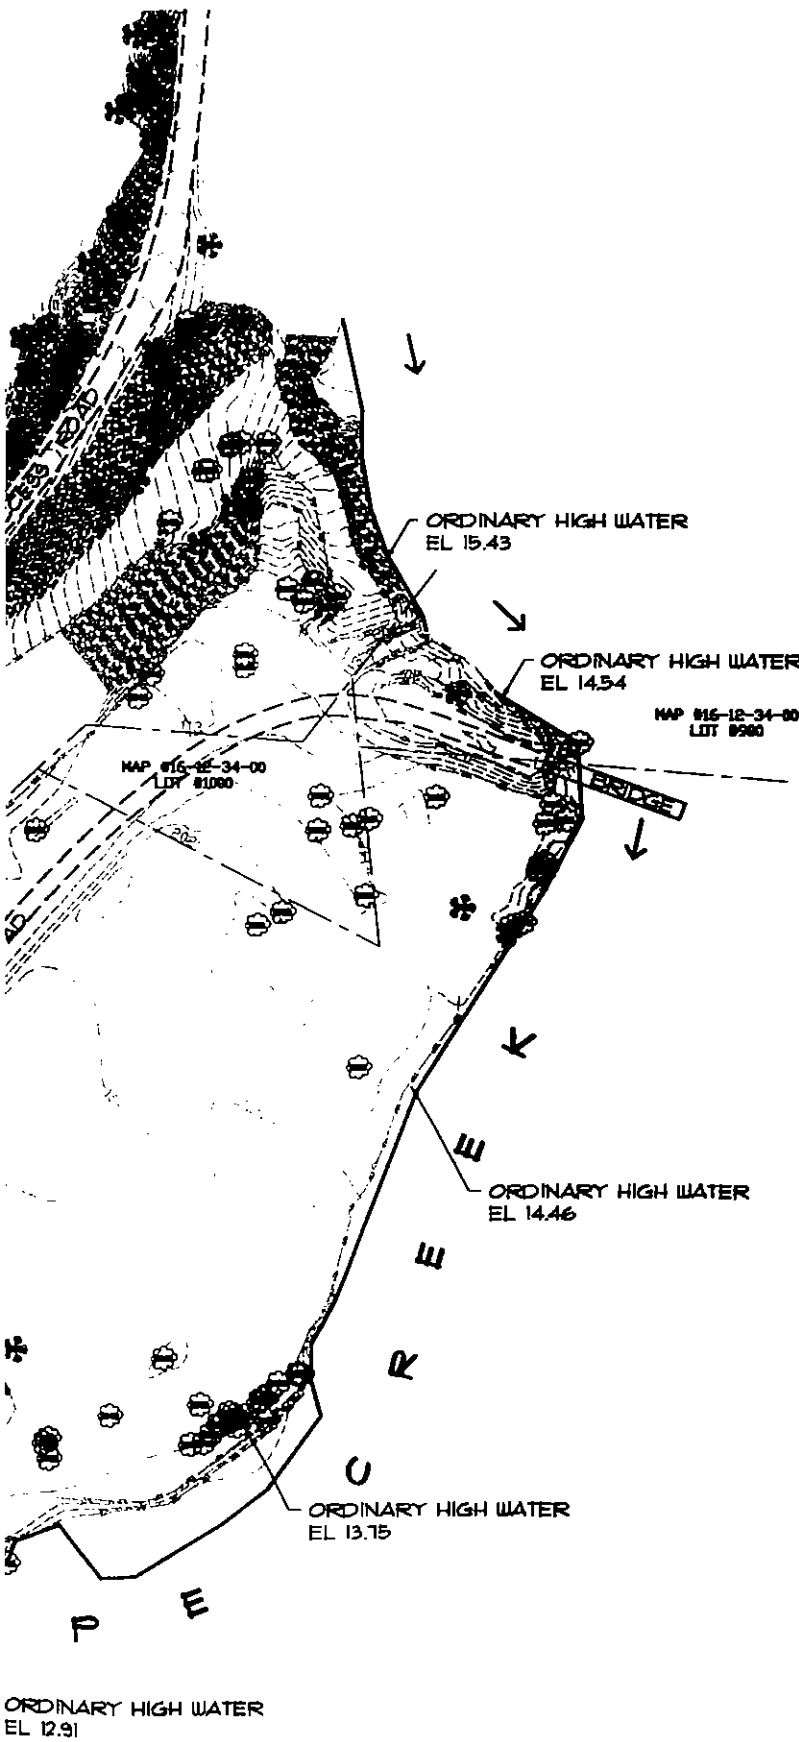 ORDINARY HIGH WATER
EL 15.43
ORDINARY HIGH WATER
EL 14.54
MAP #16-12-34-00
LOT #900
MAP #16-12-34-00
LOT #1000
BRIDGE
202
ROAD
K
E
E
R
C
ORDINARY HIGH WATER
EL 14.46
ORDINARY HIGH WATER
EL 13.75
E
P
ORDINARY HIGH WATER
EL 12.91